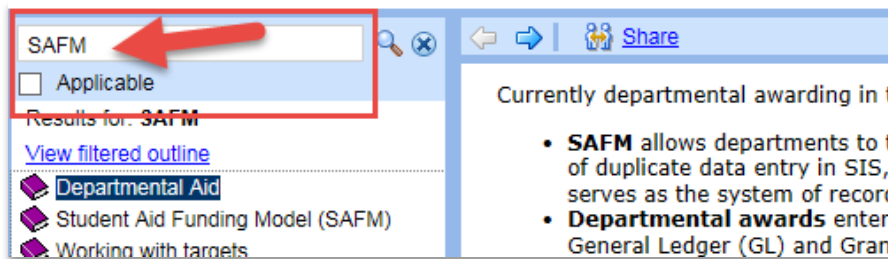 SAFM
Applicable
Results for: SAFM
View filtered outline
Departmental Aid
Student Aid Funding Model (SAFM)
Working with targets
Share
Currently departmental awarding in
• SAFM allows departments to
of duplicate data entry in SIS,
serves as the system of record
• Departmental awards enter
General Ledger (GL) and Gran